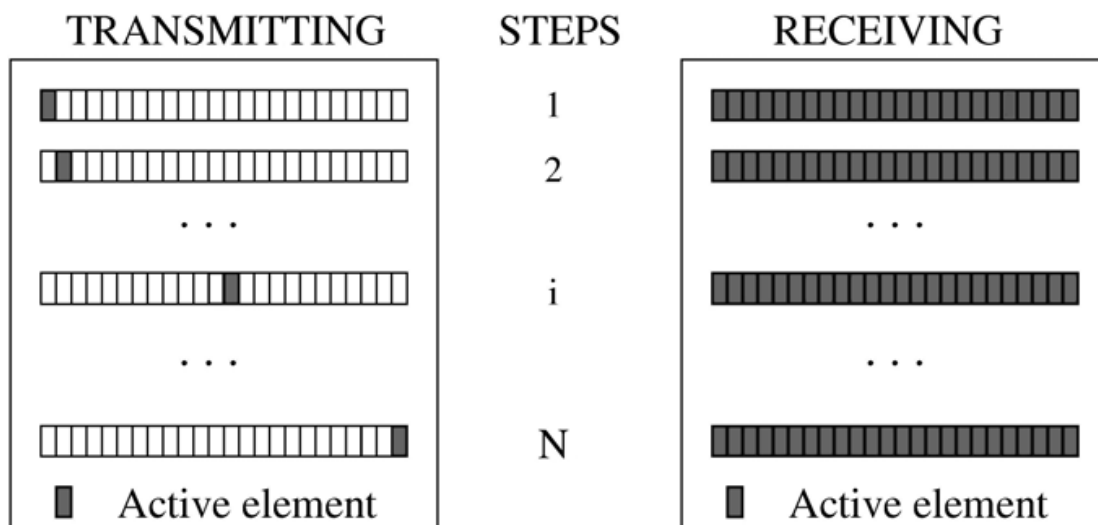 TRANSMITTING STEPS RECEIVING
1
2
. . . . . .
i
. . . . . .
N
Active element Active element